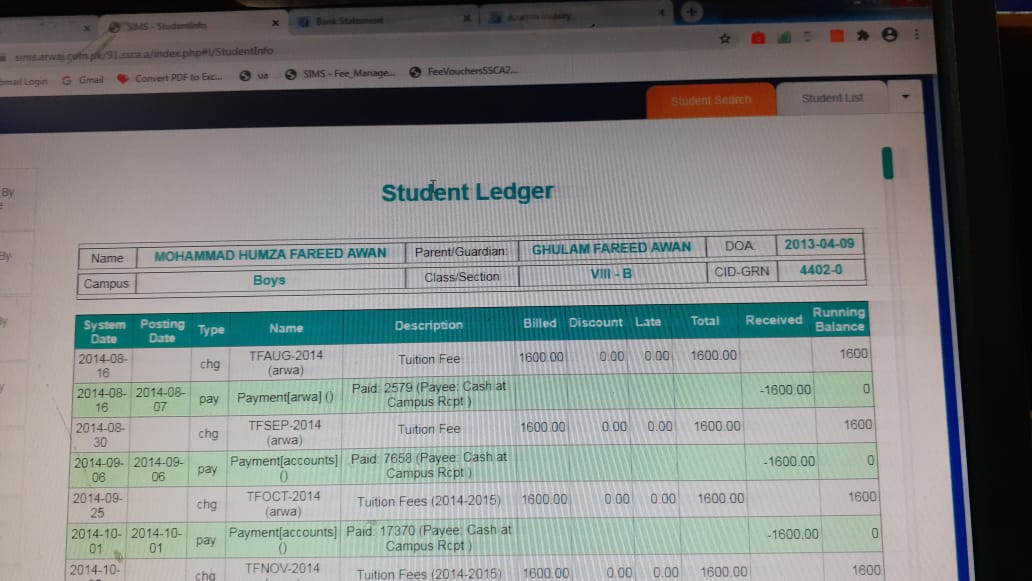 SIMS - StudentInfo
Bank Statement
sims.arwaj.com.pk/91.ssca.a/index.php#!/StudentInfo
Login
Gmail
Convert PDF to Exc...
ua
SIMS - Fee_Manage...
FeeVouchersSSCA2...
Student Search
Student List
By
By
Student Ledger
Name MOHAMMAD HUMZA FAREED AWAN Parent/Guardian: GHULAM FAREED AWAN DOA: 2013-04-09
Campus Boys Class/Section VIII - B CID-GRN 4402-0
System Date Posting Date Type Name Description Billed Discount Late Total Received Running Balance
2014-08-16 chg TFAUG-2014 (arwa) Tuition Fee 1600.00 0.00 0.00 1600.00 1600
2014-08-16 2014-08-07 pay Payment[arwa] () Paid: 2579 (Payee: Cash at Campus Rcpt ) -1600.00 0
2014-08-30 chg TFSEP-2014 (arwa) Tuition Fee 1600.00 0.00 0.00 1600.00 1600
2014-09-06 2014-09-06 pay Payment[accounts] () Paid: 7658 (Payee: Cash at Campus Rcpt ) -1600.00 0
2014-09-25 chg TFOCT-2014 (arwa) Tuition Fees (2014-2015) 1600.00 0.00 0.00 1600.00 1600
2014-10-01 2014-10-01 pay Payment[accounts] () Paid: 17370 (Payee: Cash at Campus Rcpt ) -1600.00 0
2014-10- chg TFNOV-2014 Tuition Fees (2014-2015) 1600.00 0.00 0.00 1600.00 1600